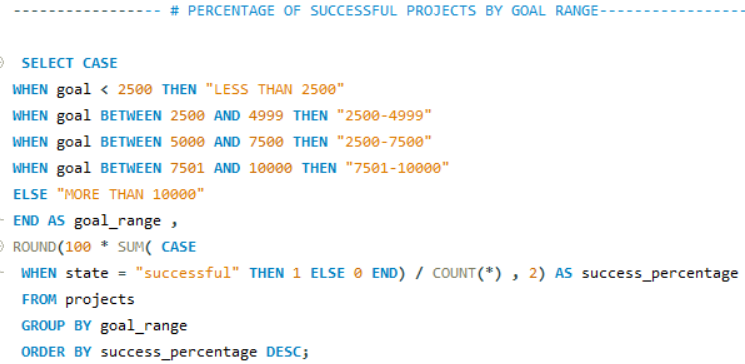 ----------------- # PERCENTAGE OF SUCCESSFUL PROJECTS BY GOAL RANGE-----------------
SELECT CASE
WHEN goal < 2500 THEN "LESS THAN 2500"
WHEN goal BETWEEN 2500 AND 4999 THEN "2500-4999"
WHEN goal BETWEEN 5000 AND 7500 THEN "2500-7500"
WHEN goal BETWEEN 7501 AND 10000 THEN "7501-10000"
ELSE "MORE THAN 10000"
END AS goal_range ,
ROUND(100 * SUM( CASE
WHEN state = "successful" THEN 1 ELSE 0 END) / COUNT(*) , 2) AS success_percentage
FROM projects
GROUP BY goal_range
ORDER BY success_percentage DESC;